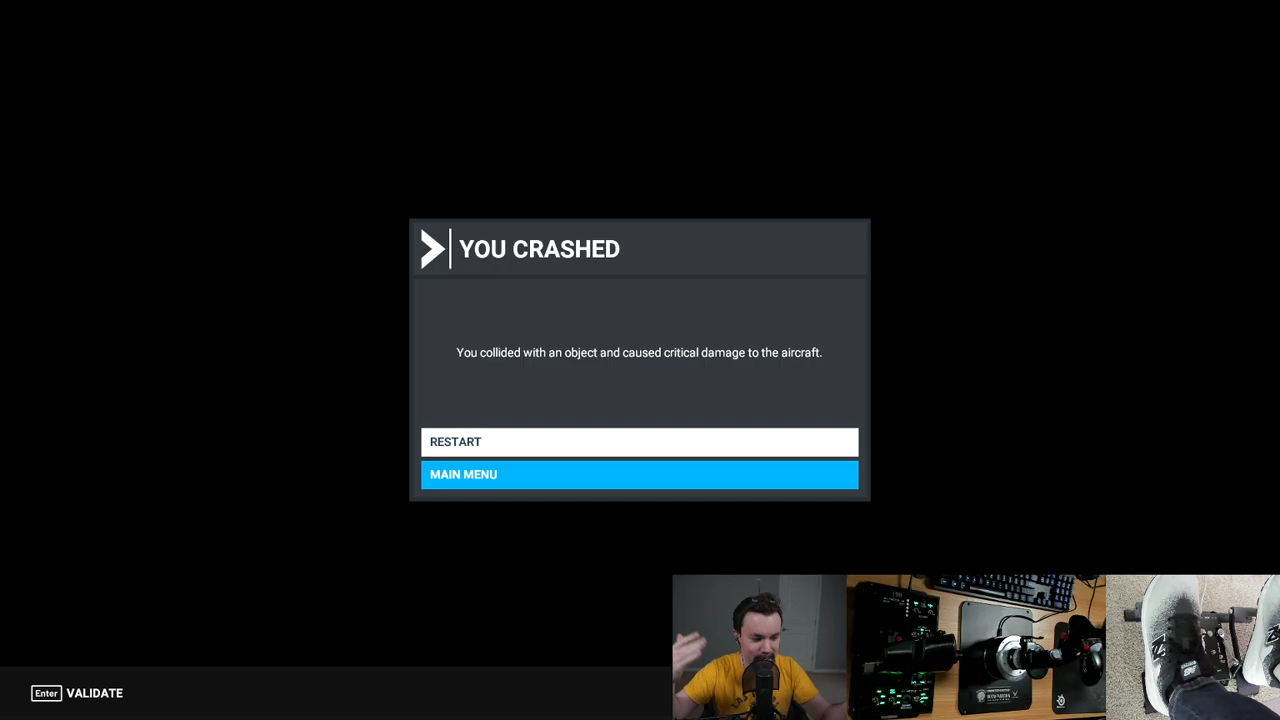 YOU CRASHED
You collided with an object and caused critical damage to the aircraft.
RESTART
MAIN MENU
Enter VALIDATE